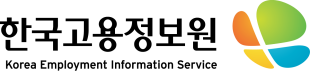 한국고용정보원
Korea Employment Information Service